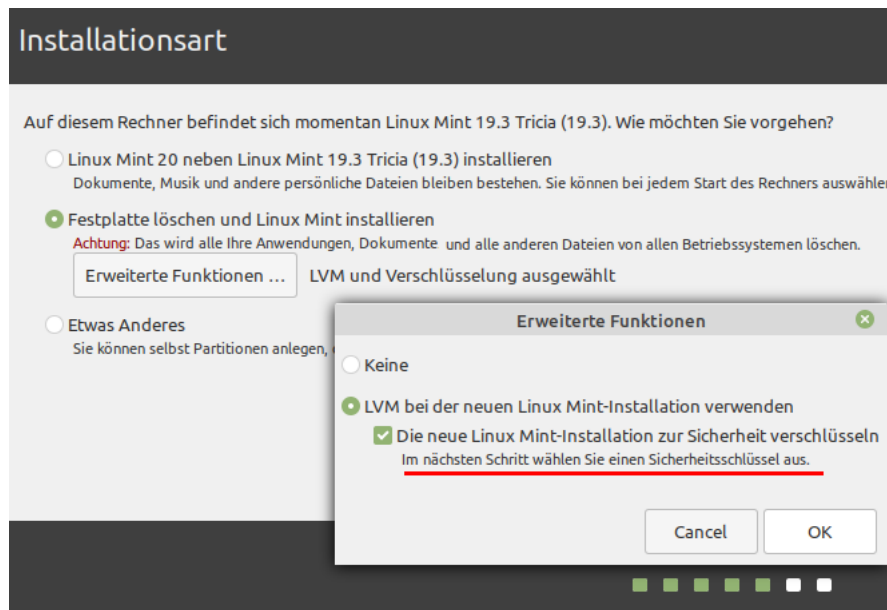 Installationsart
Auf diesem Rechner befindet sich momentan Linux Mint 19.3 Tricia (19.3). Wie möchten Sie vorgehen?
Linux Mint 20 neben Linux Mint 19.3 Tricia (19.3) installieren
Dokumente, Musik und andere persönliche Dateien bleiben bestehen. Sie können bei jedem Start des Rechners auswähle
Festplatte löschen und Linux Mint installieren
Achtung: Das wird alle Ihre Anwendungen, Dokumente und alle anderen Dateien von allen Betriebssystemen löschen.
Erweiterte Funktionen ... LVM und Verschlüsselung ausgewählt
Etwas Anderes
Sie können selbst Partitionen anlegen,
Erweiterte Funktionen
Keine
LVM bei der neuen Linux Mint-Installation verwenden
Die neue Linux Mint-Installation zur Sicherheit verschlüsseln
Im nächsten Schritt wählen Sie einen Sicherheitsschlüssel aus.
Cancel OK